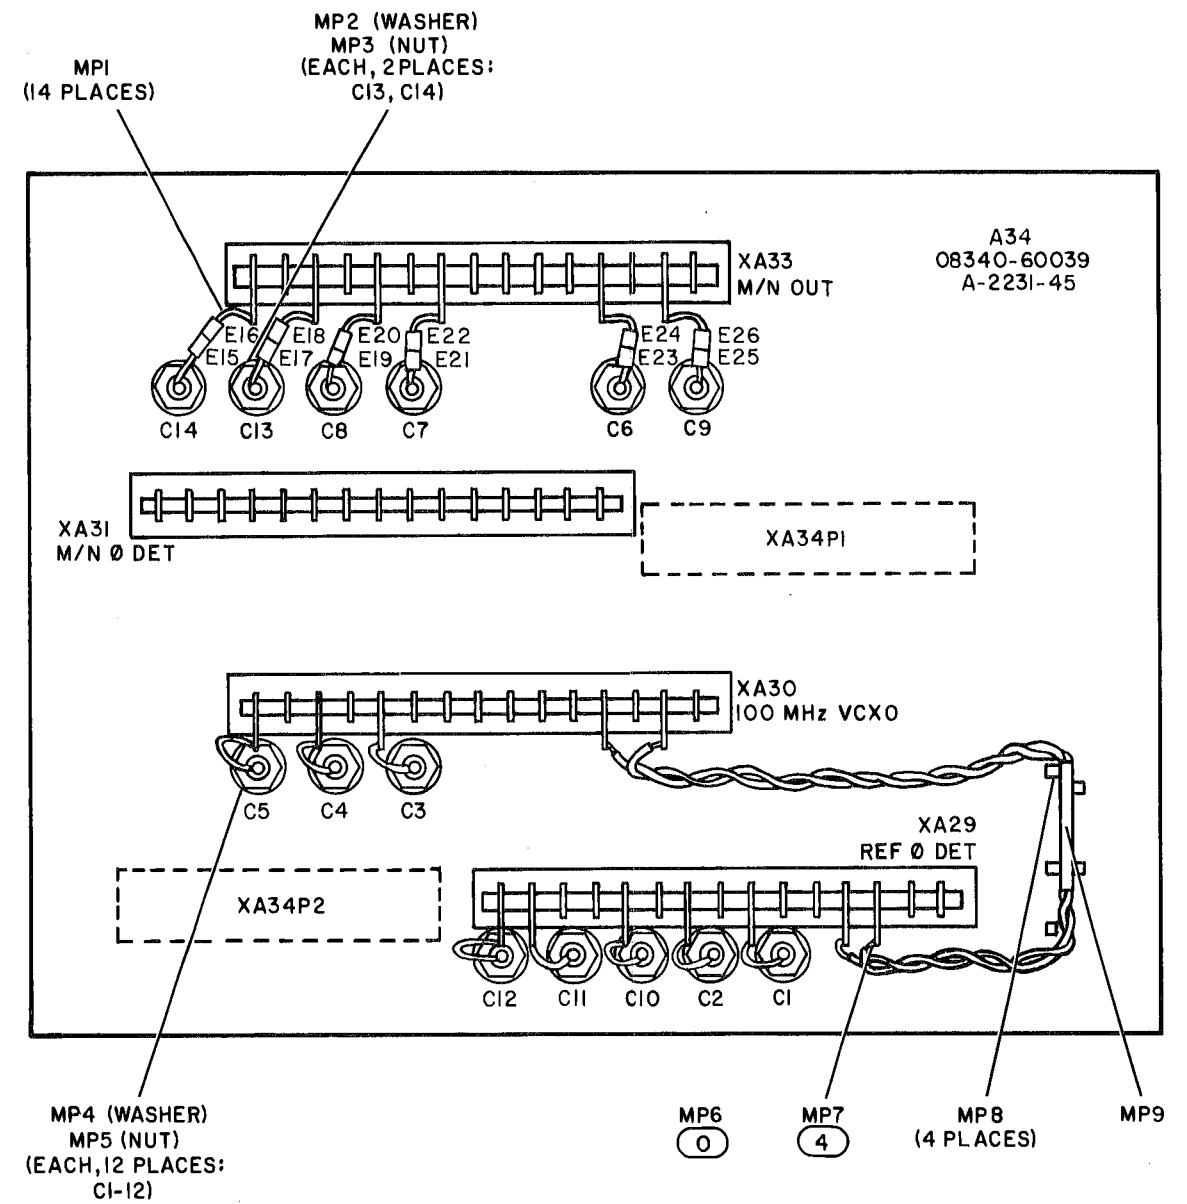 MP2 (WASHER)
MP3 (NUT)
(EACH, 2PLACES:
C13, C14)
MP1
(14 PLACES)
A34
08340-60039
A-2231-45
XA33
M/N OUT
E16
E18
E20
E22
E24
E26
E15
E17
E19
E21
E23
E25
C14
C13
C8
C7
C6
C9
XA31
M/N Ø DET
XA34P1
XA30
100 MHz VCXO
C5
C4
C3
XA29
REF Ø DET
XA34P2
C12
C11
C10
C2
C1
MP4 (WASHER)
MP5 (NUT)
(EACH, 12 PLACES:
C1-12)
MP6
0
MP7
4
MP8
(4 PLACES)
MP9